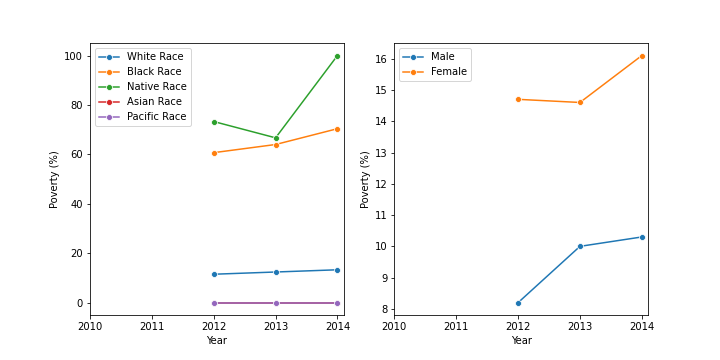 White Race
Black Race
Native Race
Asian Race
Pacific Race
100
80
60
40
20
0
Poverty (%)
2010 2011 2012 2013 2014
Year
Male
Female
16
15
14
13
12
11
10
9
8
Poverty (%)
2010 2011 2012 2013 2014
Year